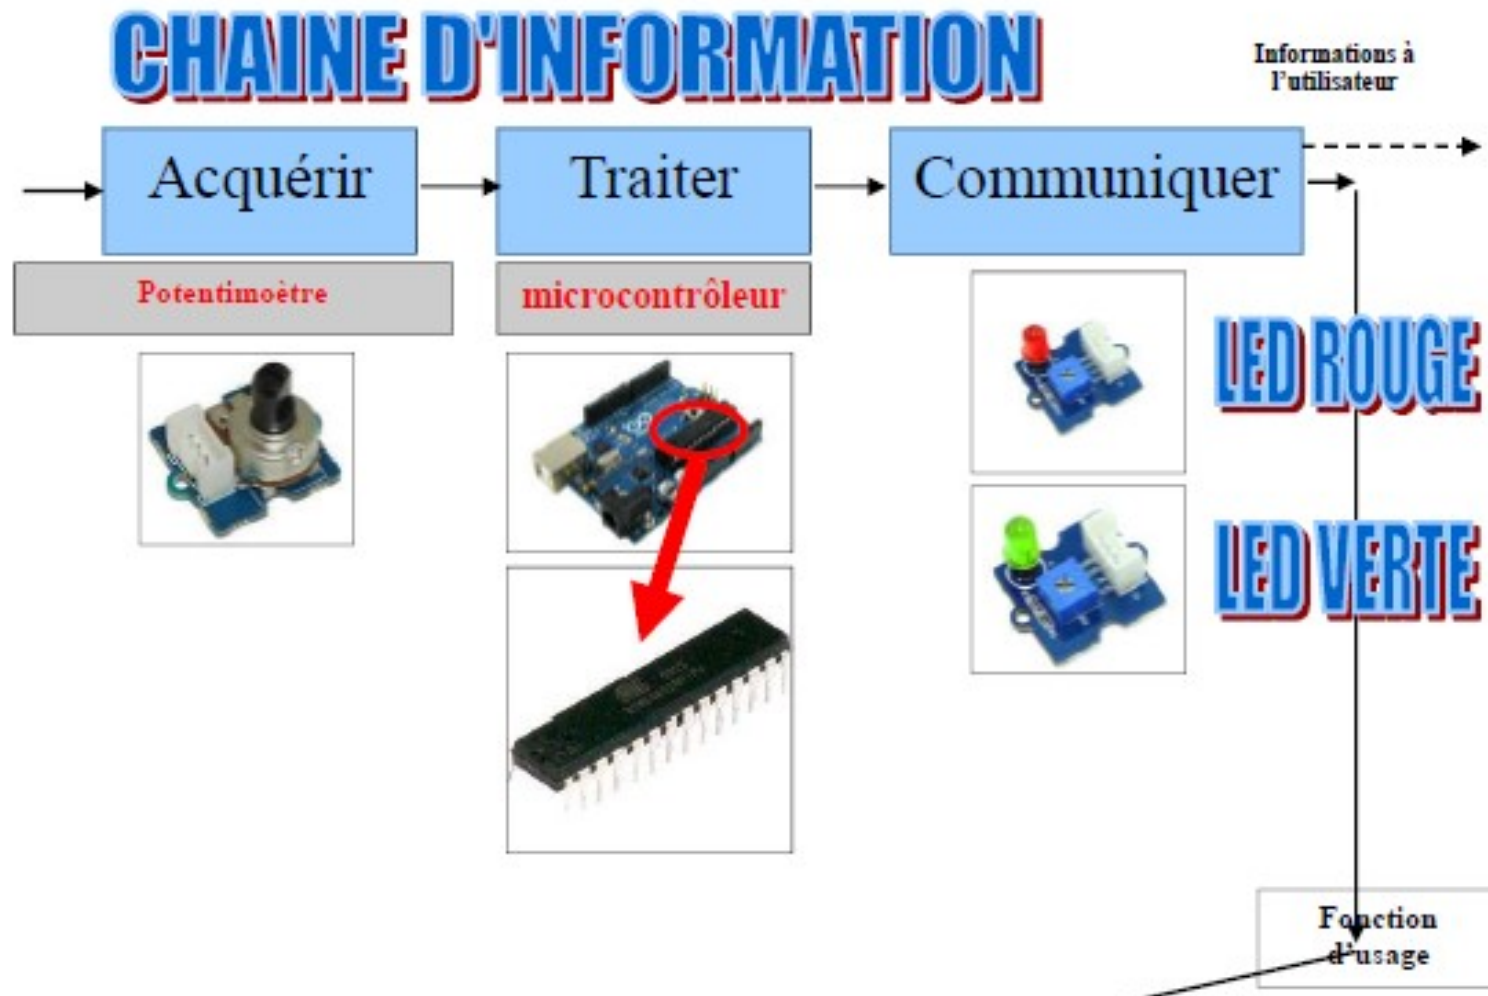 CHAINE D'INFORMATION
Informations à
l'utilisateur
Acquérir
Traiter
Communiquer
Potentimoètre
microcontrôleur
LED ROUGE
LED VERTE
Fonction
d'usage